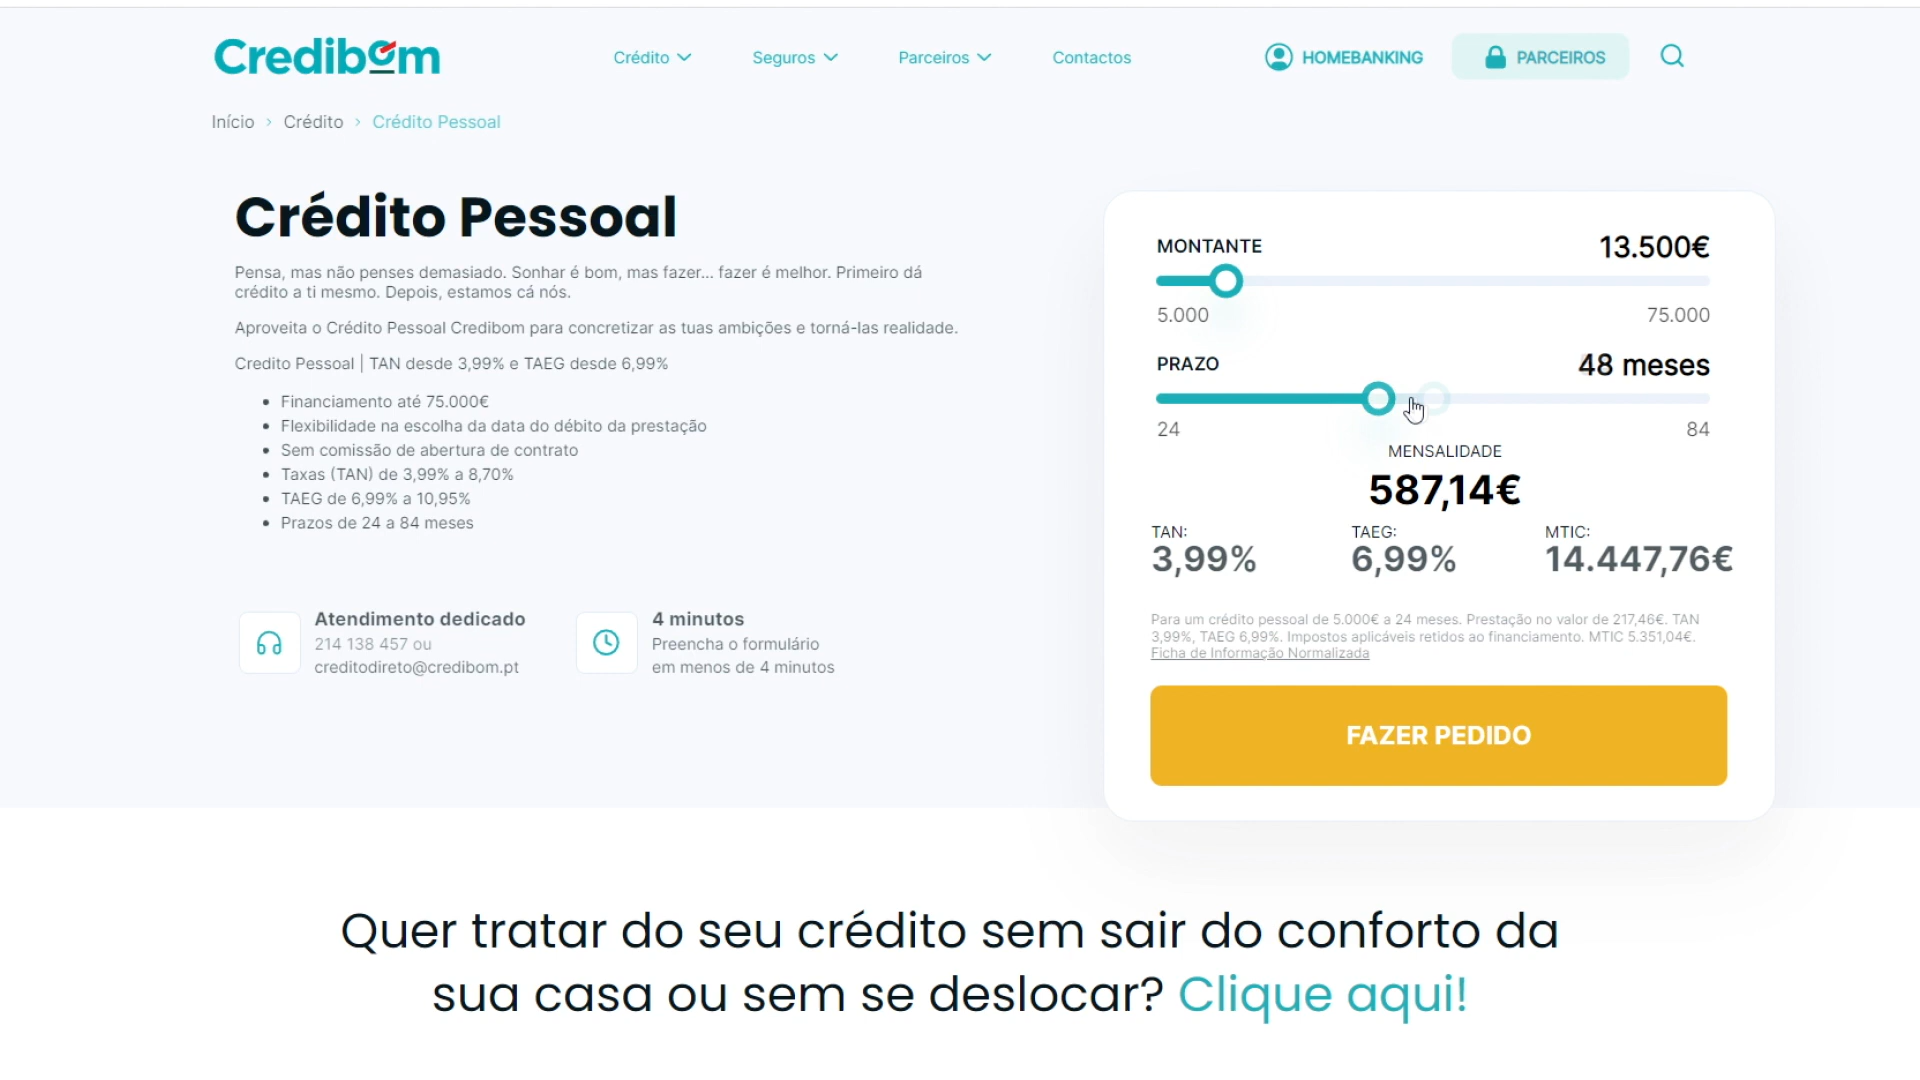 Credibom
Crédito
Seguros
Parceiros
Contactos
HOMEBANKING
PARCEIROS
Início > Crédito > Crédito Pessoal
Crédito Pessoal
Pensa, mas não penses demasiado. Sonhar é bom, mas fazer... fazer é melhor. Primeiro dá
crédito a ti mesmo. Depois, estamos cá nós.
Aproveita o Crédito Pessoal Credibom para concretizar as tuas ambições e torná-las realidade.
Credito Pessoal | TAN desde 3,99% e TAEG desde 6,99%
• Financiamento até 75.000€
• Flexibilidade na escolha da data do débito da prestação
• Sem comissão de abertura de contrato
• Taxas (TAN) de 3,99% a 8,70%
• TAEG de 6,99% a 10,95%
• Prazos de 24 a 84 meses
Atendimento dedicado
214 138 457 ou
creditodireto@credibom.pt
4 minutos
Preencha o formulário
em menos de 4 minutos
MONTANTE 13.500€
5.000 75.000
PRAZO 48 meses
24 84
MENSALIDADE
587,14€
TAN: TAEG: MTIC:
3,99% 6,99% 14.447,76€
Para um crédito pessoal de 5.000€ a 24 meses. Prestação no valor de 217,46€. TAN
3,99%, TAEG 6,99%. Impostos aplicáveis retidos ao financiamento. MTIC 5.351,04€.
Ficha de Informação Normalizada
FAZER PEDIDO
Quer tratar do seu crédito sem sair do conforto da
sua casa ou sem se deslocar? Clique aqui!